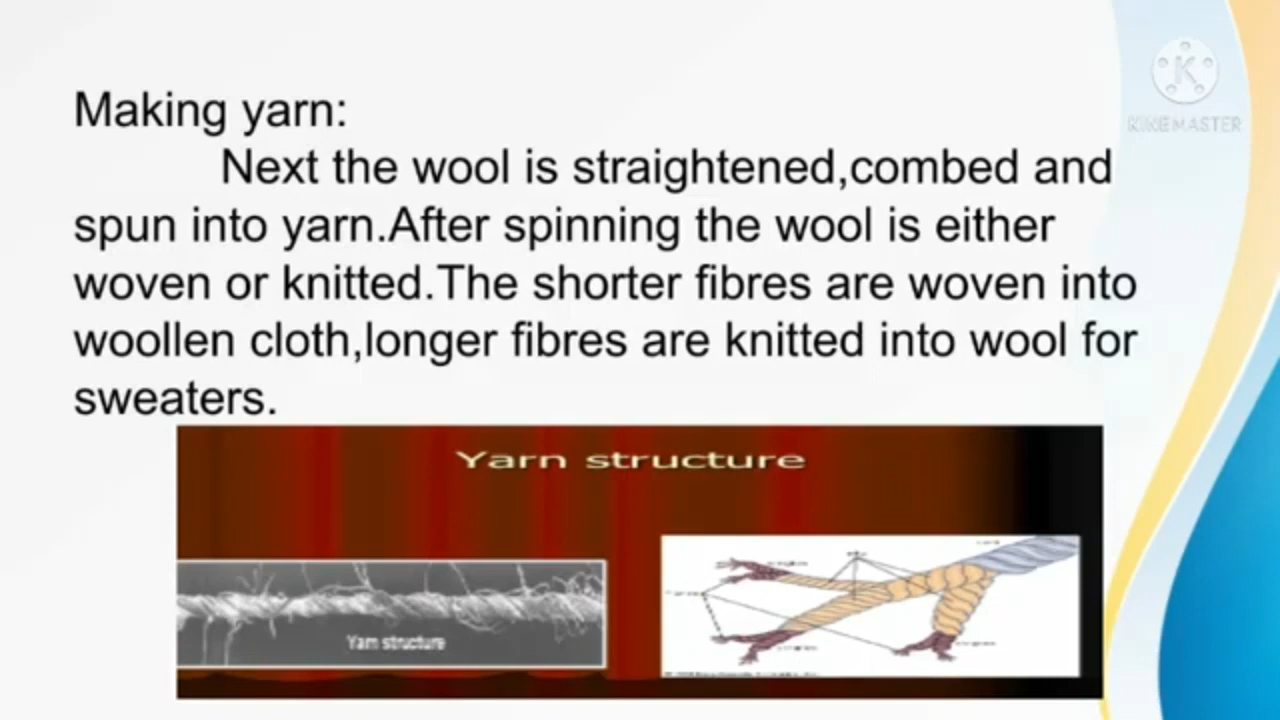 K
KINEMASTER
Making yarn:
Next the wool is straightened,combed and
spun into yarn.After spinning the wool is either
woven or knitted.The shorter fibres are woven into
woollen cloth,longer fibres are knitted into wool for
sweaters.
Yarn structure
Yarn structure